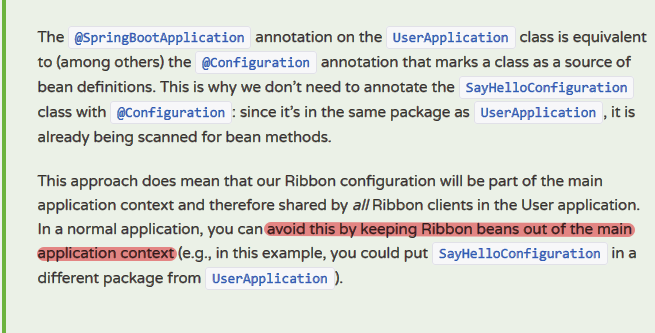 The @SpringBootApplication annotation on the UserApplication class is equivalent
to (among others) the @Configuration annotation that marks a class as a source of
bean definitions. This is why we don't need to annotate the SayHelloConfiguration
class with @Configuration: since it's in the same package as UserApplication, it is
already being scanned for bean methods.
This approach does mean that our Ribbon configuration will be part of the main
application context and therefore shared by all Ribbon clients in the User application.
In a normal application, you can avoid this by keeping Ribbon beans out of the main
application context (e.g., in this example, you could put SayHelloConfiguration in a
different package from UserApplication).